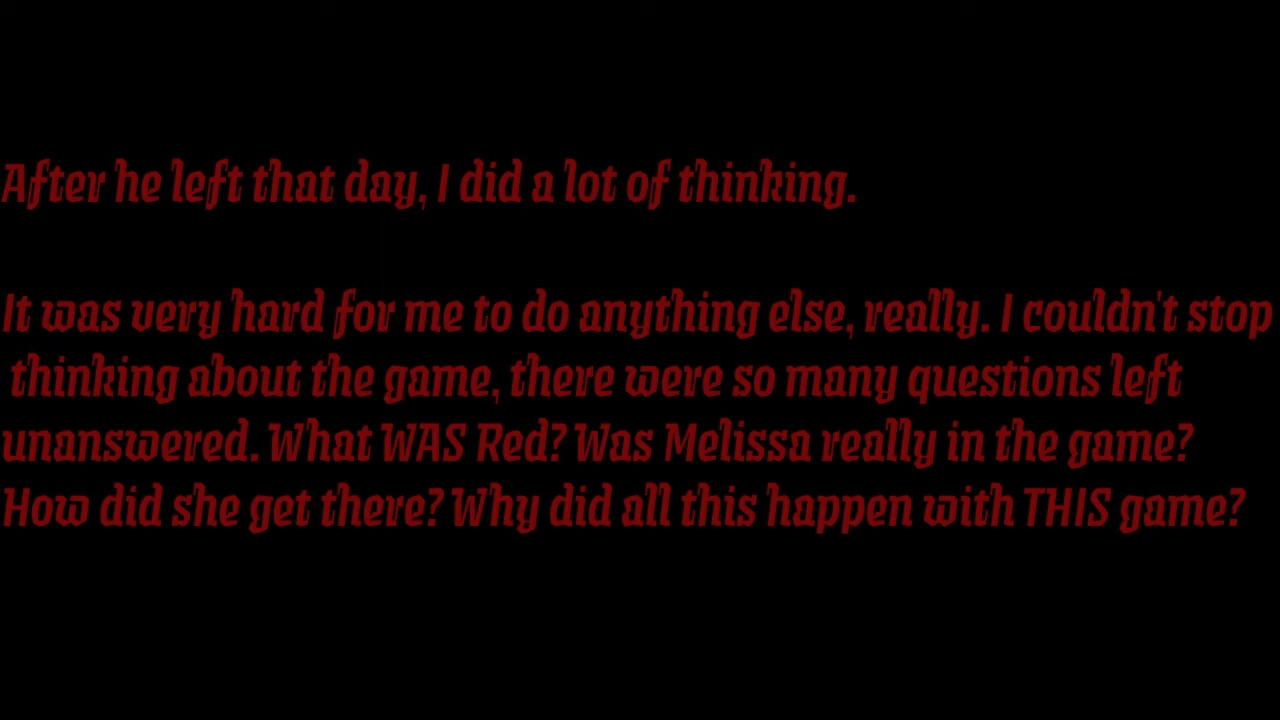 After he left that day, I did a lot of thinking.
It was very hard for me to do anything else, really. I couldn't stop
thinking about the game, there were so many questions left
unanswered. What WAS Red? Was Melissa really in the game?
How did she get there? Why did all this happen with THIS game?